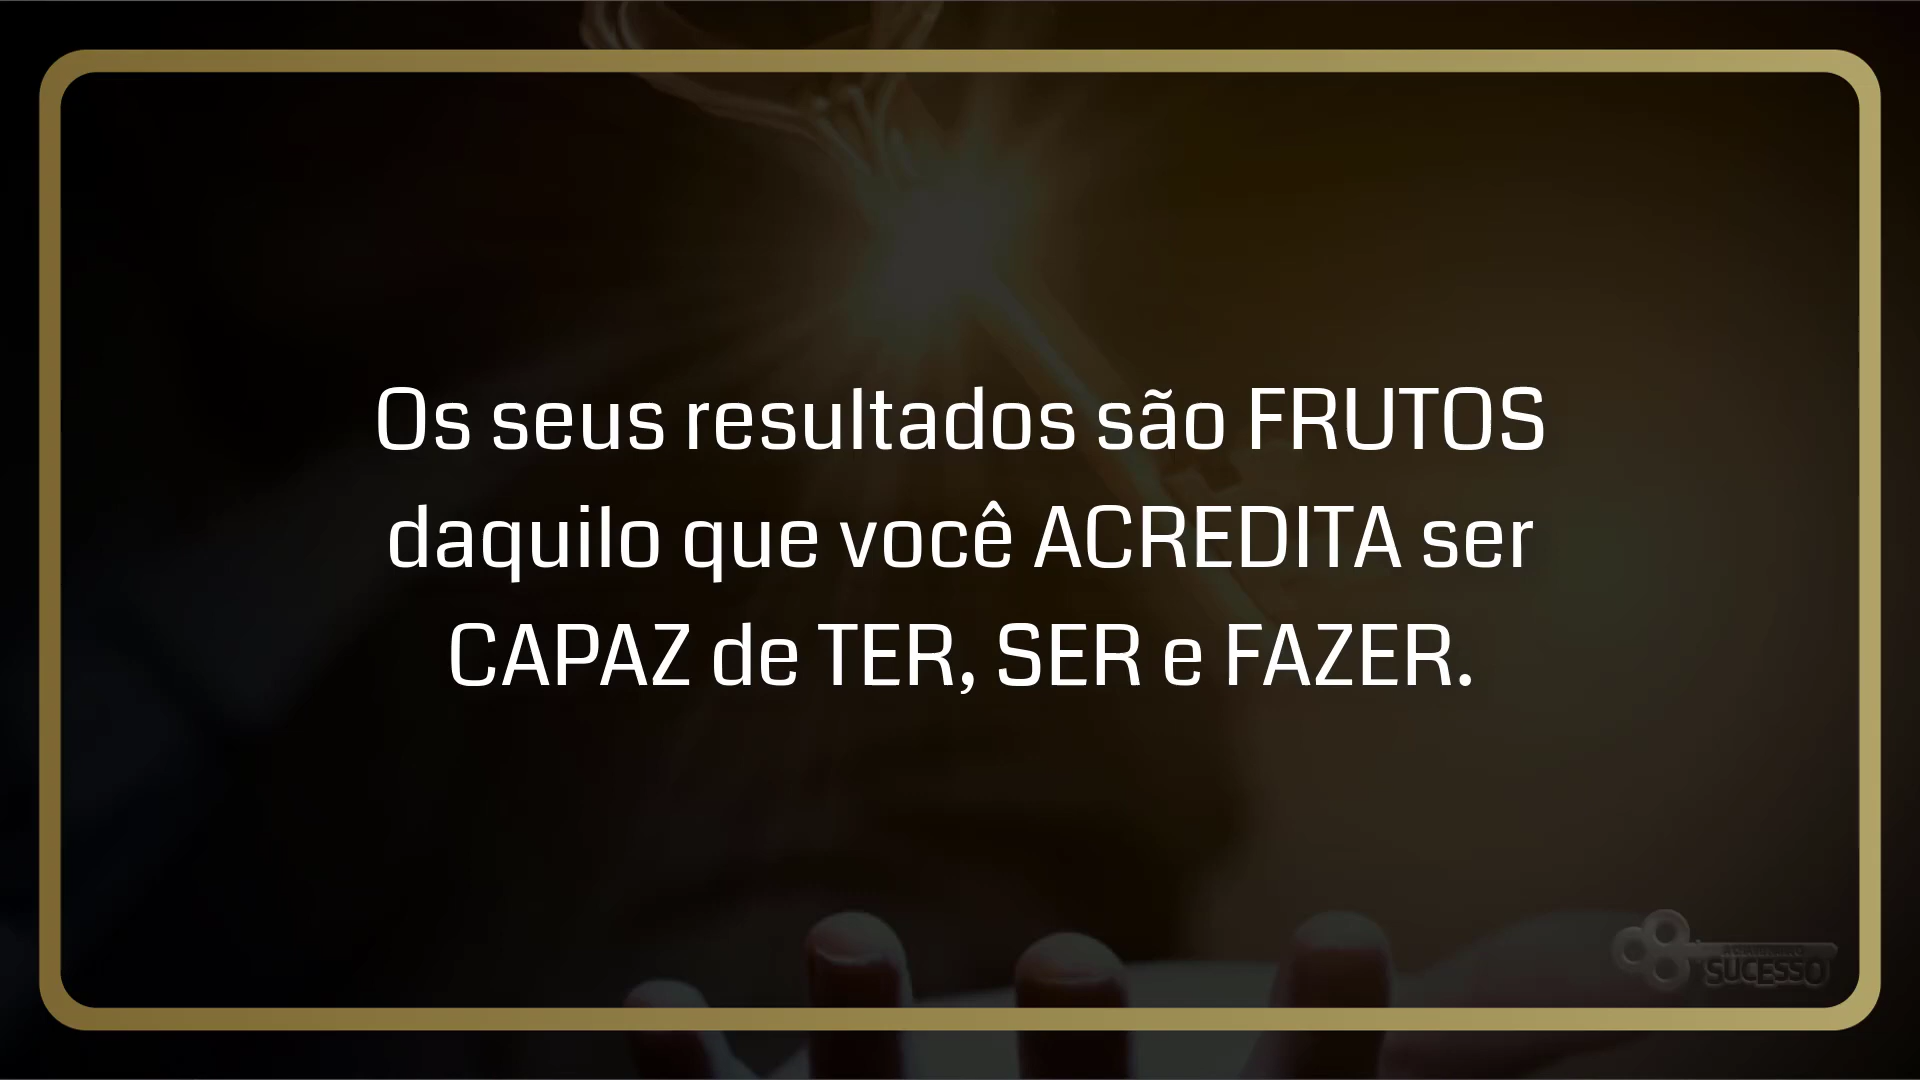 Os seus resultados são FRUTOS
daquilo que você ACREDITA ser
CAPAZ de TER, SER e FAZER.
SUCESSO